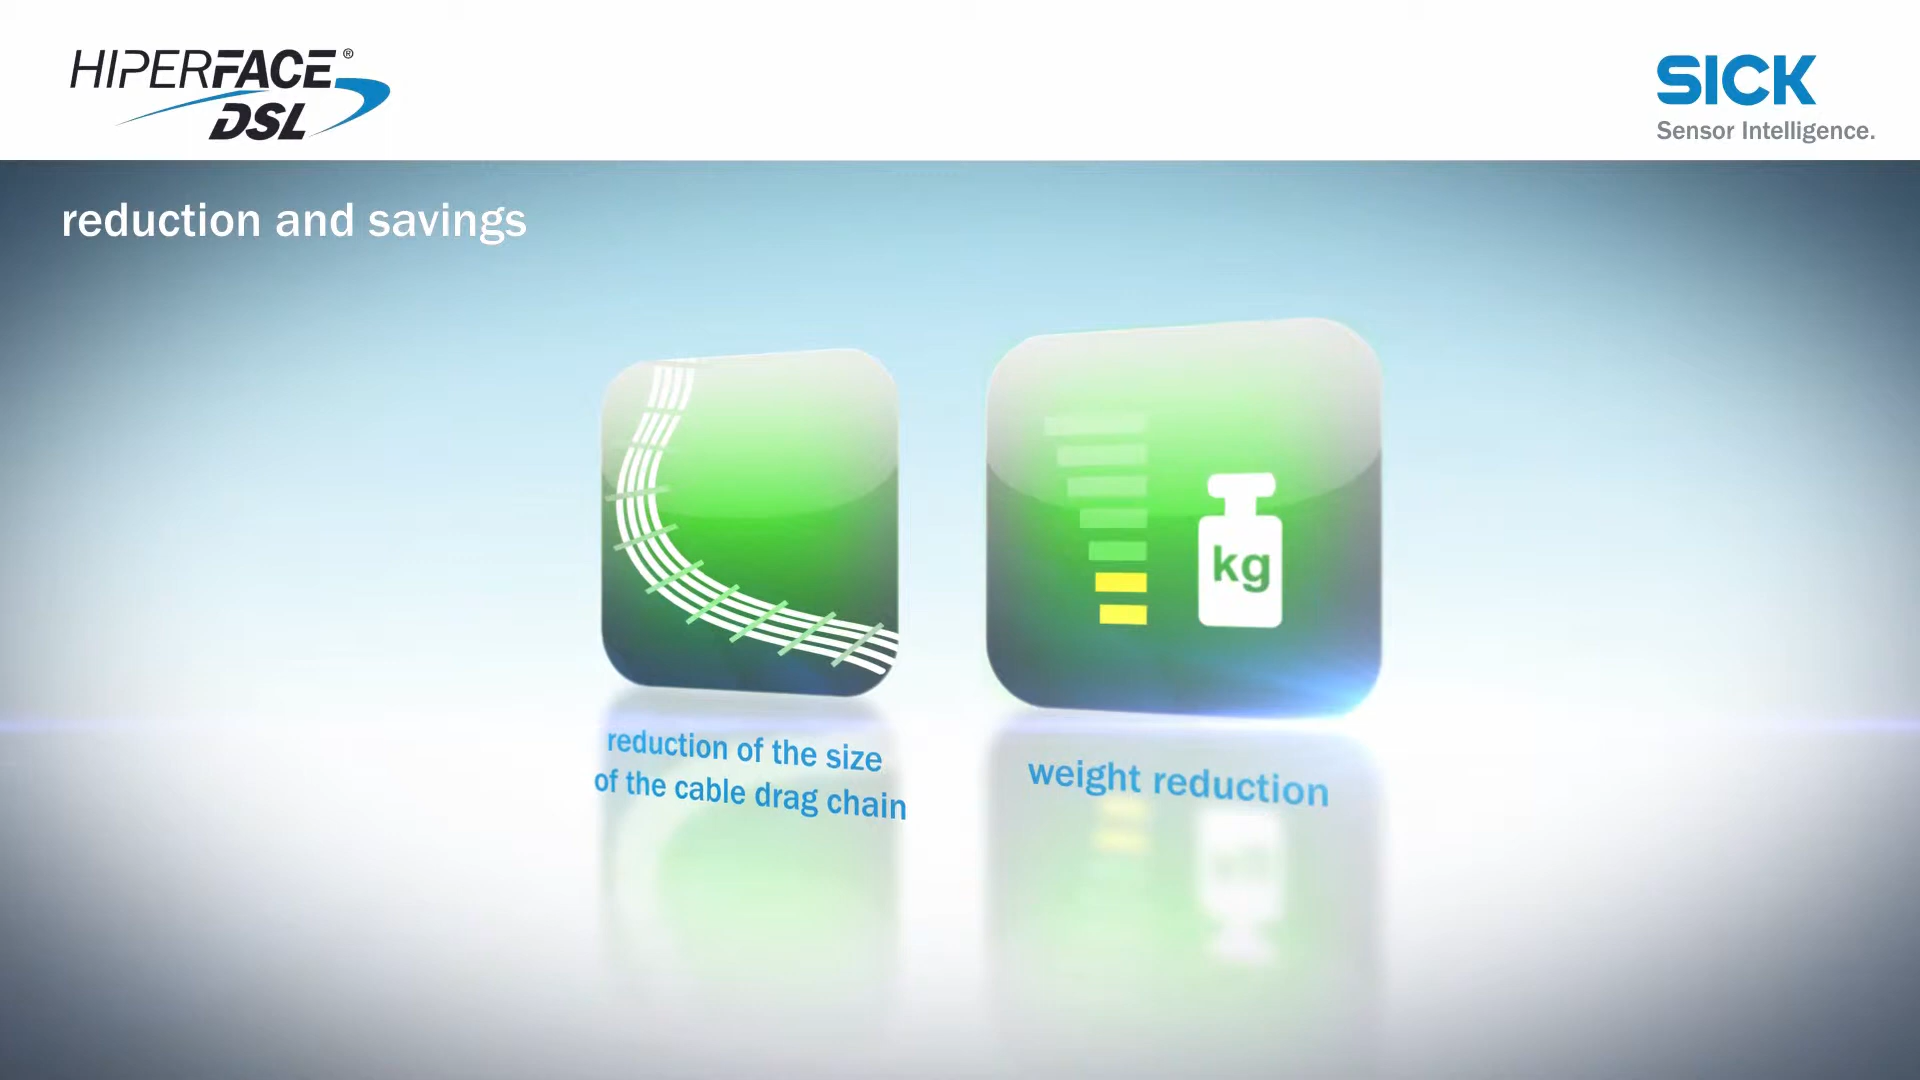 HIPERFACE®
DSL
SICK
Sensor Intelligence.
reduction and savings
kg
reduction of the size
of the cable drag chain
weight reduction